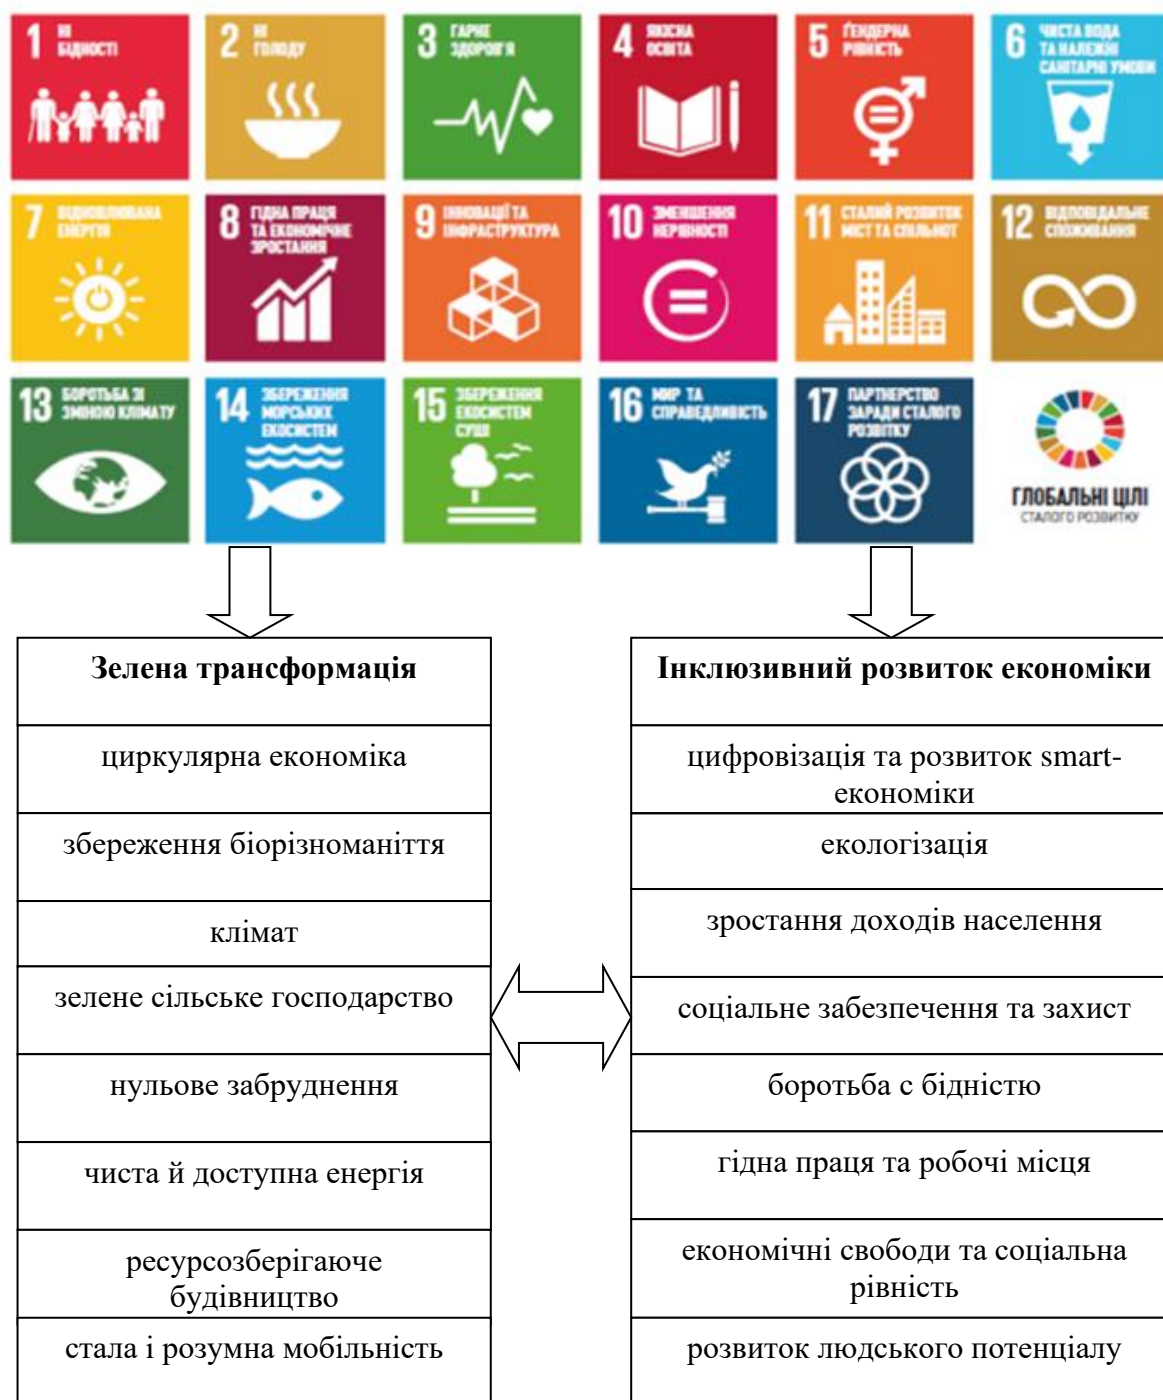 1 НІ
БІДНОСТІ
2 НІ
ГОЛОДУ
3 ГАРНЕ
ЗДОРОВ'Я
4 ЯКІСНА
ОСВІТА
5 ҐЕНДЕРНА
РІВНІСТЬ
6 ЧИСТА ВОДА
ТА НАЛЕЖНІ
САНІТАРНІ УМОВИ
7 ВІДНОВЛЮВАНА
ЕНЕРГІЯ
8 ГІДНА ПРАЦЯ
ТА ЕКОНОМІЧНЕ
ЗРОСТАННЯ
9 ІННОВАЦІЇ ТА
ІНФРАСТРУКТУРА
10 ЗМЕНШЕННЯ
НЕРІВНОСТІ
11 СТАЛИЙ РОЗВИТОК
МІСТ ТА СПІЛЬНОТ
12 ВІДПОВІДАЛЬНЕ
СПОЖИВАННЯ
13 БОРОТЬБА ЗІ
ЗМІНОЮ КЛІМАТУ
14 ЗБЕРЕЖЕННЯ
МОРСЬКИХ
ЕКОСИСТЕМ
15 ЗБЕРЕЖЕННЯ
ЕКОСИСТЕМ
СУШІ
16 МИР ТА
СПРАВЕДЛИВІСТЬ
17 ПАРТНЕРСТВО
ЗАРАДИ СТАЛОГО
РОЗВІТКУ
ГЛОБАЛЬНІ ЦІЛІ
СТАЛОГО РОЗВИТКУ
Зелена трансформація
циркулярна економіка
збереження біорізноманіття
клімат
зелене сільське господарство
нульове забруднення
чиста й доступна енергія
ресурсозберігаюче
будівництво
стала і розумна мобільність
Інклюзивний розвиток економіки
цифровізація та розвиток smart-
економіки
екологізація
зростання доходів населення
соціальне забезпечення та захист
боротьба с бідністю
гідна праця та робочі місця
економічні свободи та соціальна
рівність
розвиток людського потенціалу